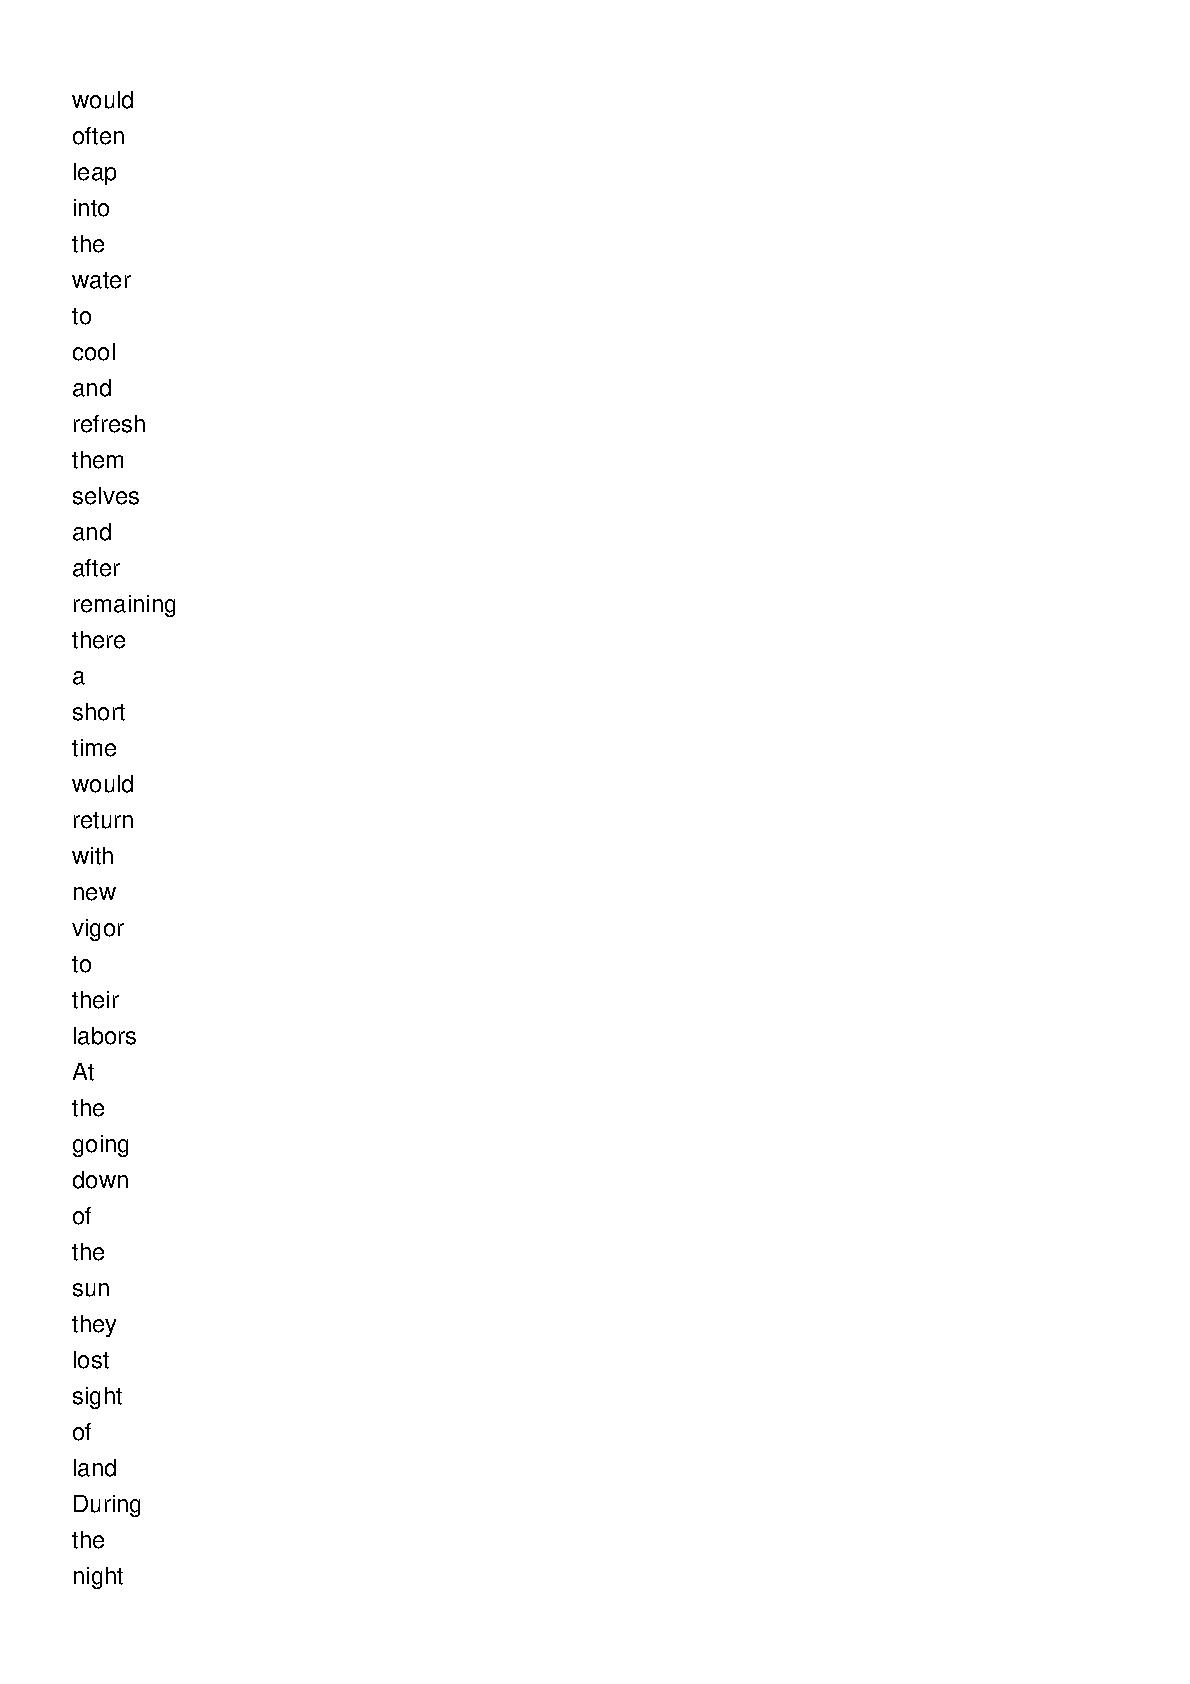 would
often
leap
into
the
water
to
cool
and
refresh
them
selves
and
after
remaining
there
a
short
time
would
return
with
new
vigor
to
their
labors
At
the
going
down
of
the
sun
they
lost
sight
of
land
During
the
night